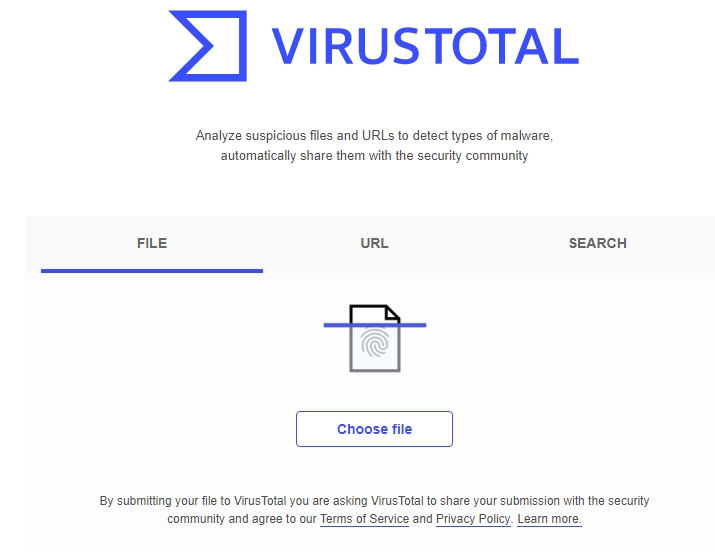 VIRUSTOTAL
Analyze suspicious files and URLs to detect types of malware,
automatically share them with the security community
FILE
URL
SEARCH
Choose file
By submitting your file to VirusTotal you are asking VirusTotal to share your submission with the security
community and agree to our Terms of Service and Privacy Policy. Learn more.